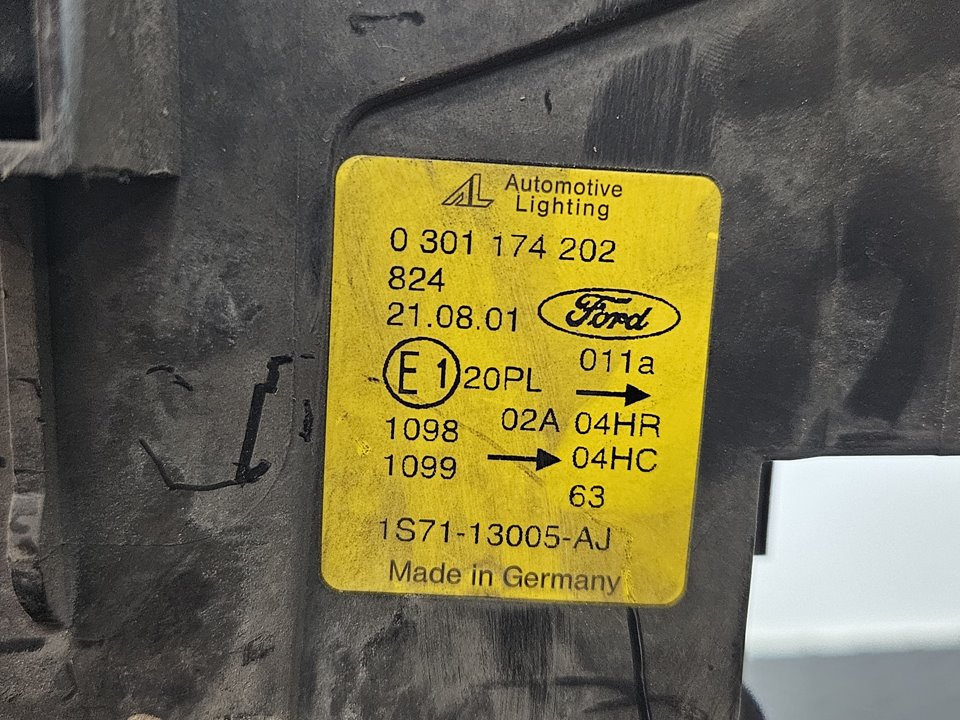 AL Automotive
Lighting
0 301 174 202
824
21.08.01 Ford
011a
E1 20PL →
02A 04HR
1098
1099 → 04HC
63
1S71-13005-AJ
Made in Germany